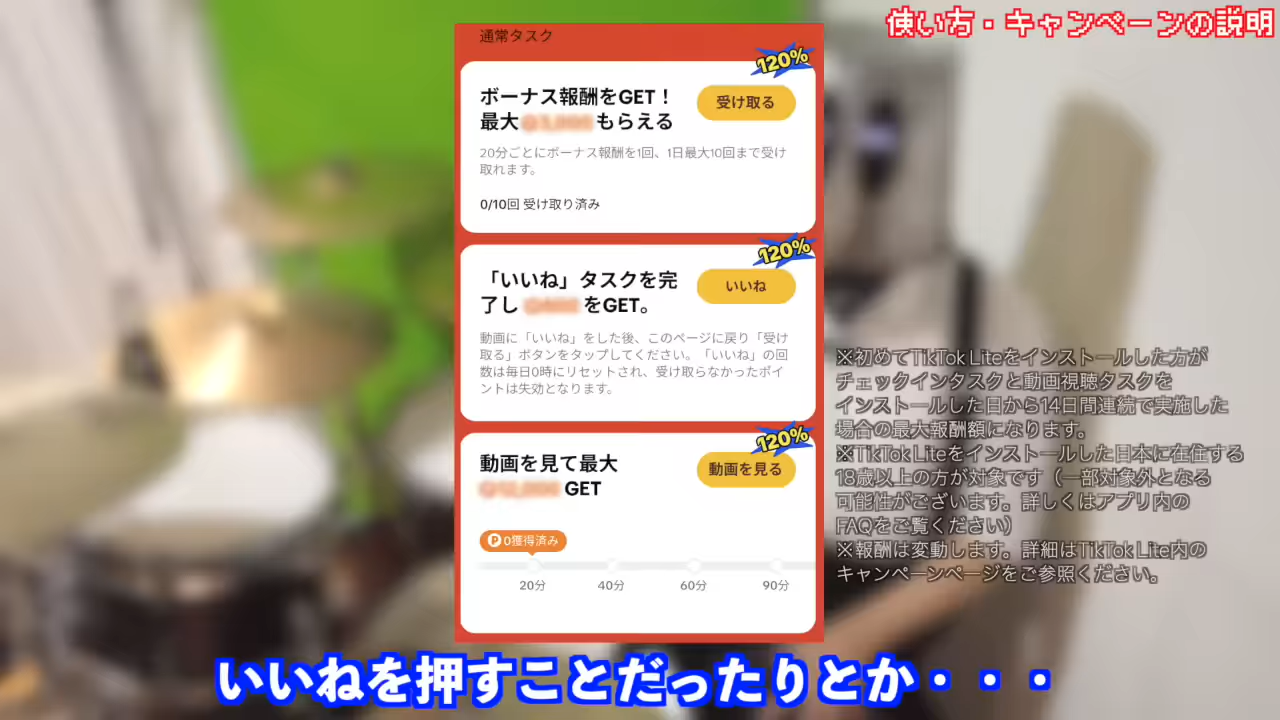 使い方・キャンペーンの説明
通常タスク
120%
ボーナス報酬をGET！
受け取る
最大 もらえる
20分ごとにボーナス報酬を1回、1日最大10回まで受け
取れます。
0/10回 受け取り済み
120%
「いいね」タスクを完
いいね
了し をGET。
動画に「いいね」をした後、このページに戻り「受け
取る」ボタンをタップしてください。「いいね」の回
数は毎日0時にリセットされ、受け取らなかったポイ
ントは失効となります。
120%
動画を見て最大
動画を見る
GET
P 0獲得済み
20分 40分 60分 90分
※初めてTikTok Liteをインストールした方が
チェックインタスクと動画視聴タスクを
インストールした日から14日間連続で実施した
場合の最大報酬額になります。
※TikTok Liteをインストールした日本に在住する
18歳以上の方が対象です（一部対象外となる
可能性がございます。詳しくはアプリ内の
FAQをご覧ください）
※報酬は変動します。詳細はTikTok Lite内の
キャンペーンページをご参照ください。
いいねを押すことだったりとか・・・